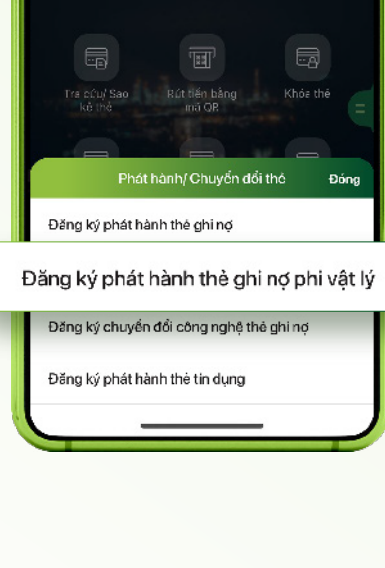 Tra cứu/ Sao kê thẻ
Rút tiền bằng mã QR
Khóa thẻ
Phát hành/ Chuyển đổi thẻ
Đóng
Đăng ký phát hành thẻ ghi nợ
Đăng ký phát hành thẻ ghi nợ phi vật lý
Đăng ký chuyển đổi công nghệ thẻ ghi nợ
Đăng ký phát hành thẻ tín dụng